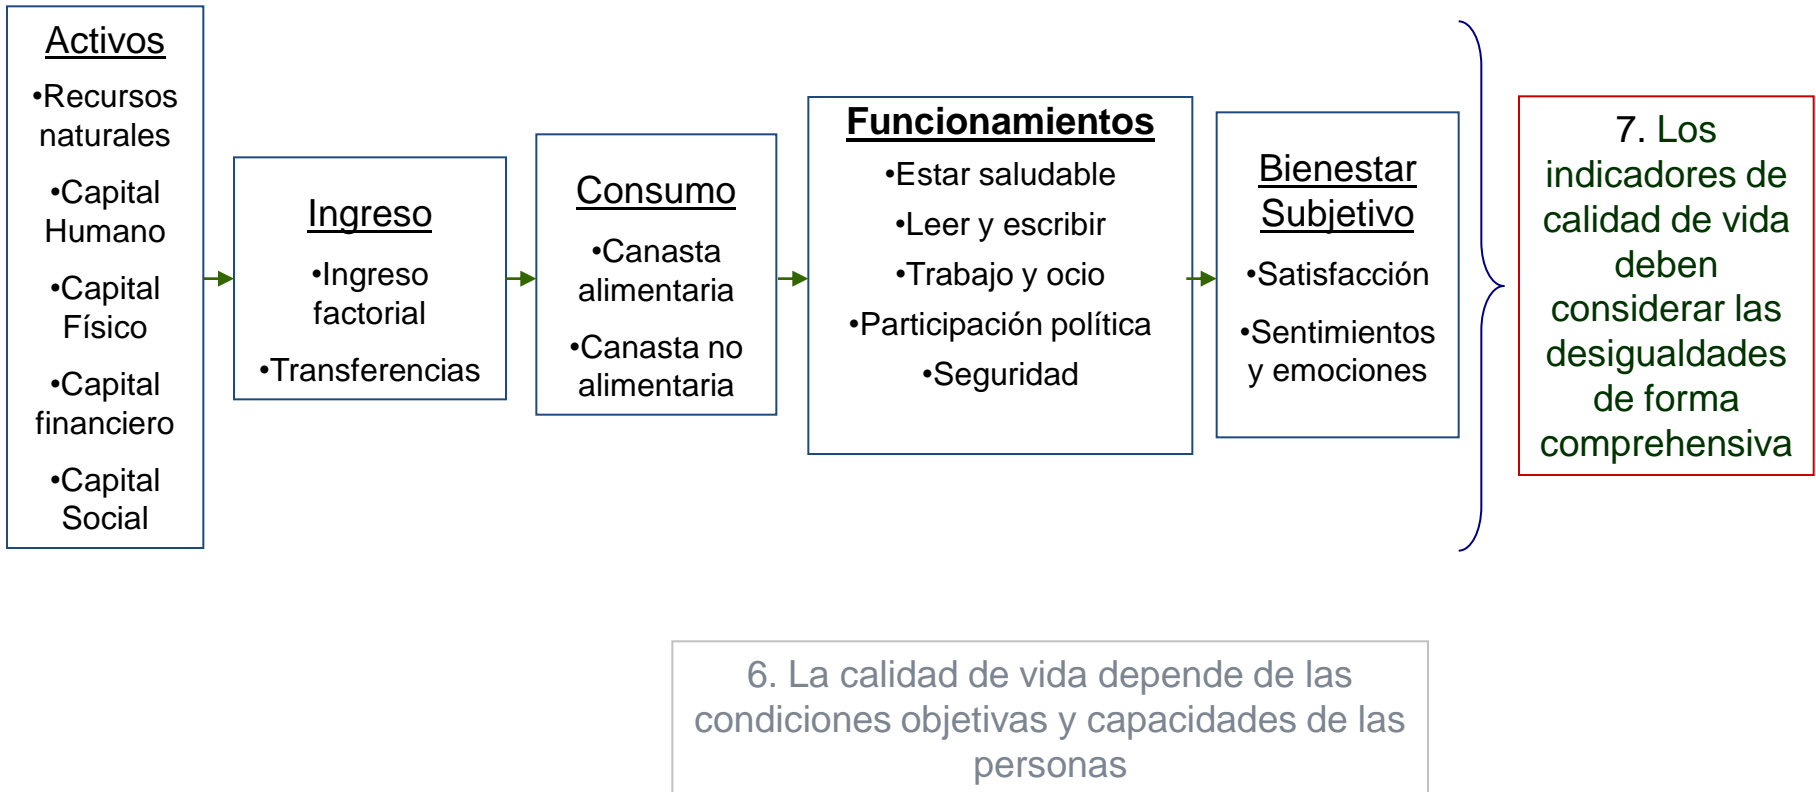 Activos
•Recursos
naturales
•Capital
Humano
•Capital
Físico
•Capital
financiero
•Capital
Social
Ingreso
•Ingreso
factorial
•Transferencias
Consumo
•Canasta
alimentaria
•Canasta no
alimentaria
Funcionamientos
•Estar saludable
•Leer y escribir
•Trabajo y ocio
•Participación política
•Seguridad
Bienestar
Subjetivo
•Satisfacción
•Sentimientos
y emociones
7. Los
indicadores de
calidad de vida
deben
considerar las
desigualdades
de forma
comprehensiva
6. La calidad de vida depende de las
condiciones objetivas y capacidades de las
personas